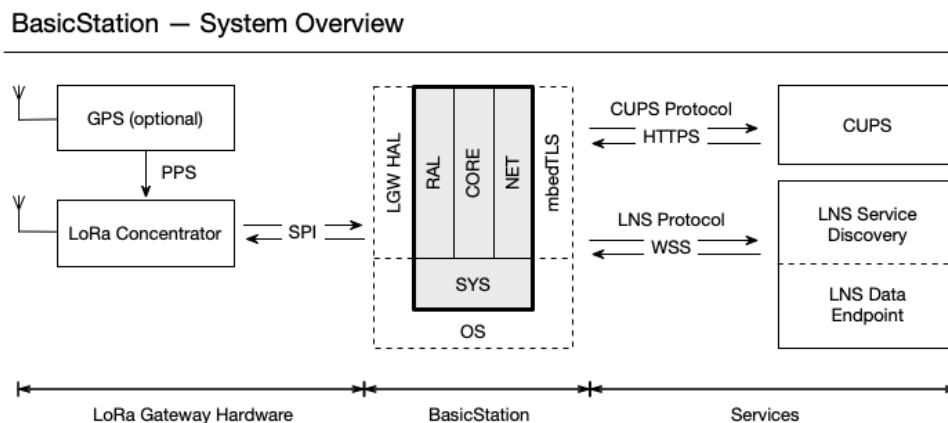 BasicStation — System Overview
GPS (optional)
PPS
LoRa Concentrator
SPI
LGW HAL
RAL
CORE
NET
mbedTLS
SYS
OS
CUPS Protocol
HTTPS
LNS Protocol
WSS
CUPS
LNS Service
Discovery
LNS Data
Endpoint
LoRa Gateway Hardware
BasicStation
Services